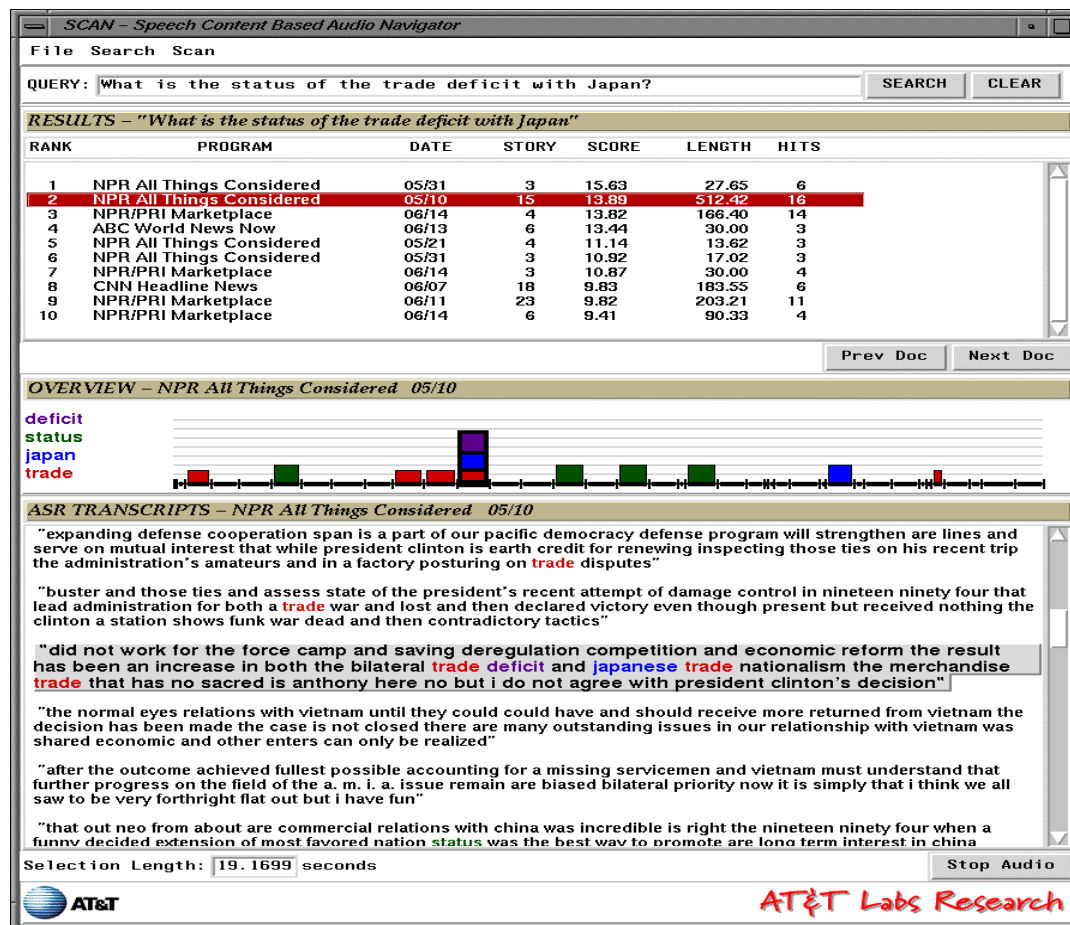 SCAN – Speech Content Based Audio Navigator
File Search Scan
QUERY: What is the status of the trade deficit with Japan? SEARCH CLEAR
RESULTS – "What is the status of the trade deficit with Japan"
RANK PROGRAM DATE STORY SCORE LENGTH HITS
1 NPR All Things Considered 05/31 3 15.63 27.65 6
2 NPR All Things Considered 05/10 15 13.89 512.42 16
3 NPR/PRI Marketplace 06/14 4 13.82 166.40 14
4 ABC World News Now 06/13 6 13.44 30.00 3
5 NPR All Things Considered 05/21 4 11.14 13.62 3
6 NPR All Things Considered 05/31 3 10.92 17.02 3
7 NPR/PRI Marketplace 06/14 3 10.87 30.00 4
8 CNN Headline News 06/07 18 9.83 183.55 6
9 NPR/PRI Marketplace 06/11 23 9.82 203.21 11
10 NPR/PRI Marketplace 06/14 6 9.41 90.33 4
Prev Doc Next Doc
OVERVIEW – NPR All Things Considered 05/10
deficit
status
japan
trade
ASR TRANSCRIPTS – NPR All Things Considered 05/10
"expanding defense cooperation span is a part of our pacific democracy defense program will strengthen are lines and
serve on mutual interest that while president clinton is earth credit for renewing inspecting those ties on his recent trip
the administration's amateurs and in a factory posturing on trade disputes"
"buster and those ties and assess state of the president's recent attempt of damage control in nineteen ninety four that
lead administration for both a trade war and lost and then declared victory even though present but received nothing the
clinton a station shows funk war dead and then contradictory tactics"
"did not work for the force camp and saving deregulation competition and economic reform the result
has been an increase in both the bilateral trade deficit and japanese trade nationalism the merchandise
trade that has no sacred is anthony here no but i do not agree with president clinton's decision"
"the normal eyes relations with vietnam until they could could have and should receive more returned from vietnam the
decision has been made the case is not closed there are many outstanding issues in our relationship with vietnam was
shared economic and other enters can only be realized"
"after the outcome achieved fullest possible accounting for a missing servicemen and vietnam must understand that
further progress on the field of the a. m. i. a. issue remain are biased bilateral priority now it is simply that i think we all
saw to be very forthright flat out but i have fun"
"that out neo from about are commercial relations with china was incredible is right the nineteen ninety four when a
funny decided extension of most favored nation status was the best way to promote are long term interest in china
Selection Length: 19.1699 seconds Stop Audio
AT&T AT&T Labs Research